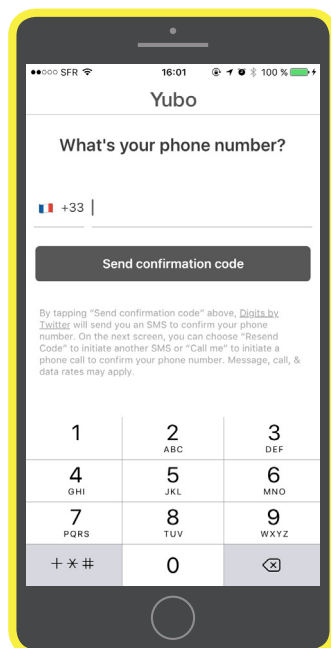 SFR 16:01 100 %
Yubo
What's your phone number?
+33
Send confirmation code
By tapping "Send confirmation code" above, Digits by
Twitter will send you an SMS to confirm your phone
number. On the next screen, you can choose "Resend
Code" to initiate another SMS or "Call me" to initiate a
phone call to confirm your phone number. Message, call, &
data rates may apply.
1 2 3
ABC DEF
4 5 6
GHI JKL MNO
7 8 9
PQRS TUV WXYZ
+*# 0